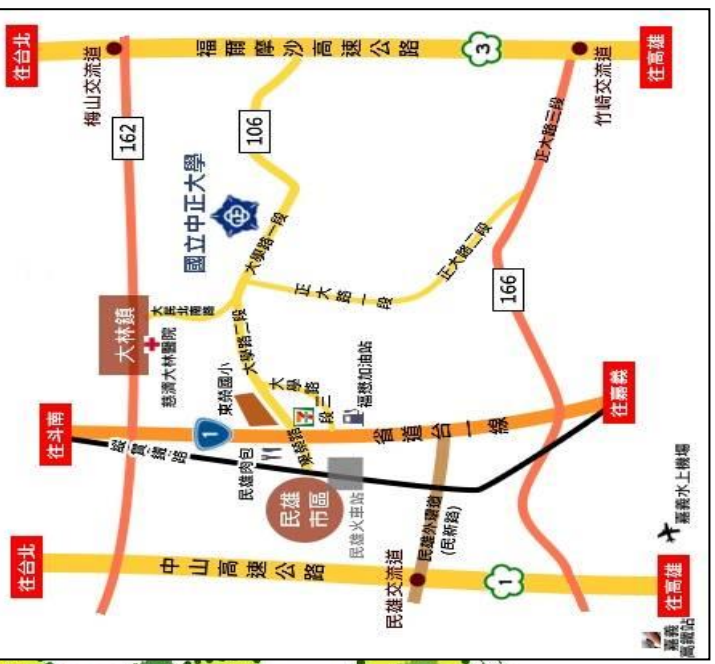 往台北
梅山交流道
福爾摩沙高速公路
3
竹崎交流道
往高雄
162
106
正大路三段
國立中正大學
大學路一段
正大路二段
正大路一段
166
大林鎮
大民北南路
慈濟大林醫院
大學路二段
東榮國小
大學路三段
7
福懋加油站
往斗南
1
往嘉義
縱貫鐵路
民雄肉包
東榮路
省道台一線
民雄市區
民雄火車站
民雄外環道
(民新路)
嘉義水上機場
往台北
中山高速公路
民雄交流道
1
往高雄
嘉義
高鐵站